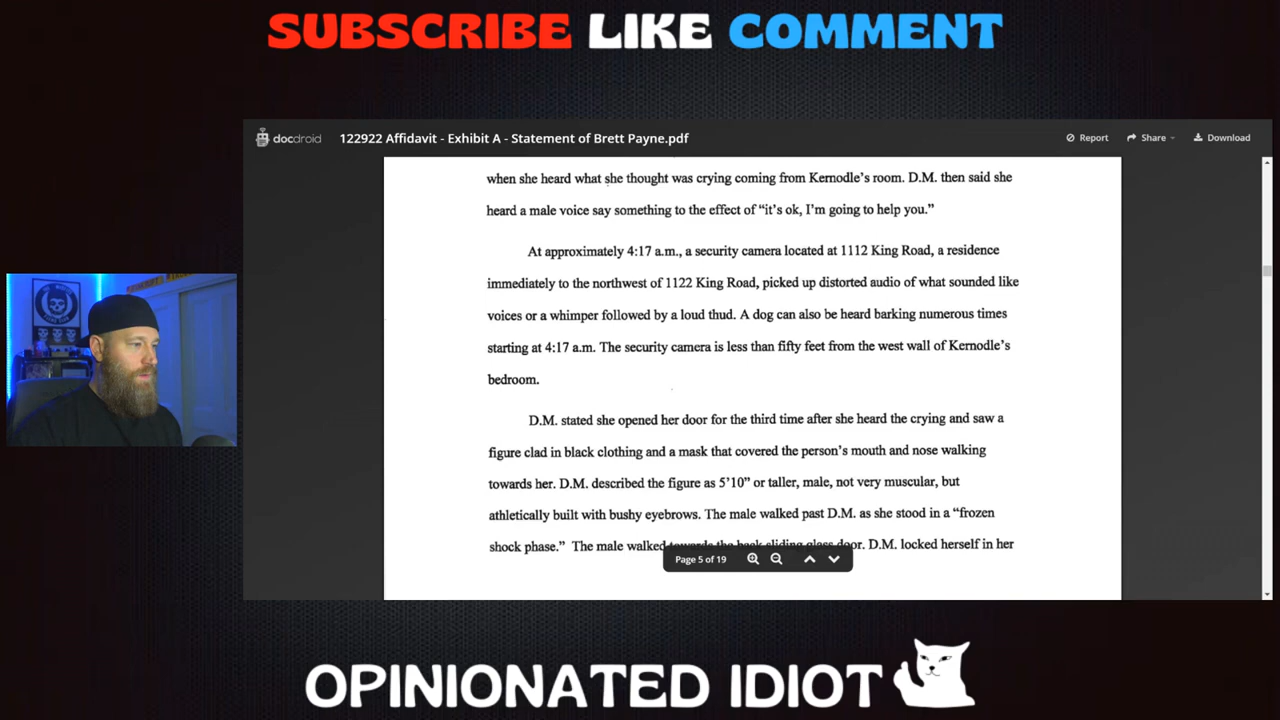 SUBSCRIBE LIKE COMMENT
docdroid
122922 Affidavit - Exhibit A - Statement of Brett Payne.pdf
Report
Share
Download
when she heard what she thought was crying coming from Kernodle's room. D.M. then said she
heard a male voice say something to the effect of “it's ok, I'm going to help you.”
At approximately 4:17 a.m., a security camera located at 1112 King Road, a residence
immediately to the northwest of 1122 King Road, picked up distorted audio of what sounded like
voices or a whimper followed by a loud thud. A dog can also be heard barking numerous times
starting at 4:17 a.m. The security camera is less than fifty feet from the west wall of Kernodle's
bedroom.
D.M. stated she opened her door for the third time after she heard the crying and saw a
figure clad in black clothing and a mask that covered the person's mouth and nose walking
towards her. D.M. described the figure as 5'10” or taller, male, not very muscular, but
athletically built with bushy eyebrows. The male walked past D.M. as she stood in a “frozen
shock phase.” The male walked towards the back sliding glass door. D.M. locked herself in her
Page 5 of 19
OPINIONATED IDIOT